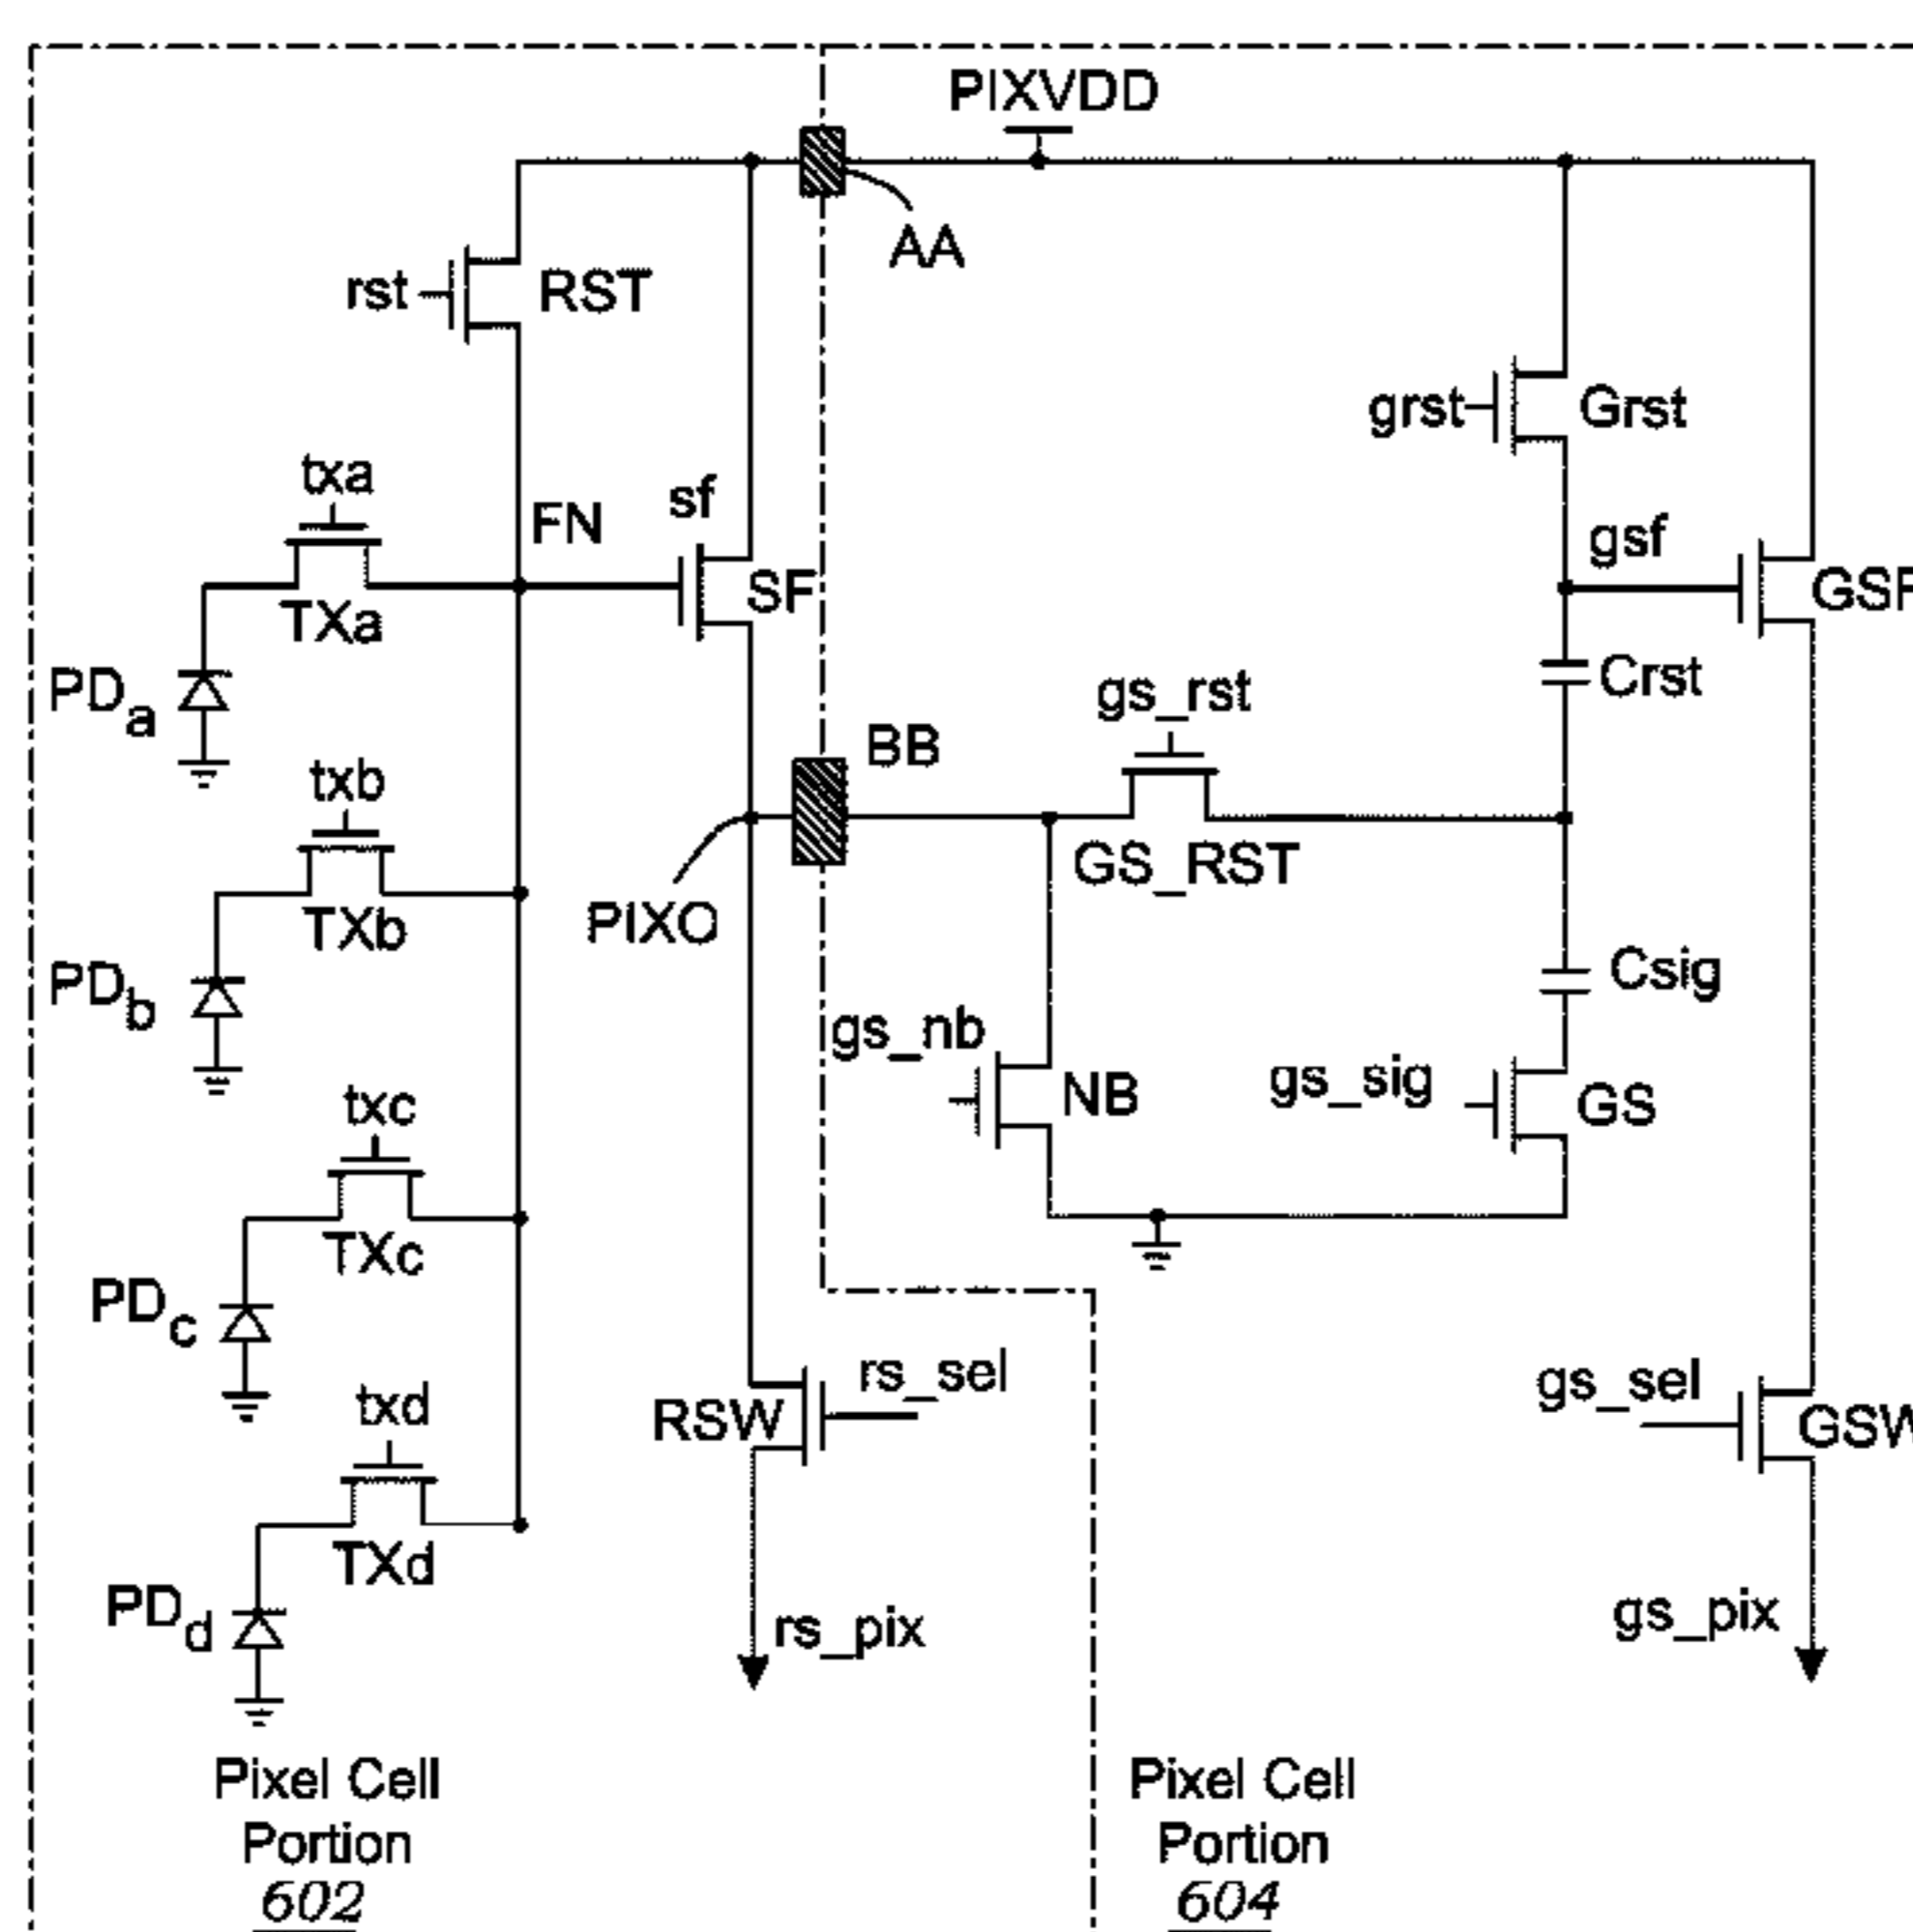 PIXVDD
AA
rst
RST
grst
Grst
txa
FN
sf
gsf
TXa
SF
PDa
gs_rst
Crst
BB
txb
GS_RST
TXb
PIXO
PDb
Csig
gs_nb
NB
gs_sig
GS
txc
TXc
PDc
rs_sel
gs_sel
RSW
txd
TXd
PDd
rs_pix
gs_pix
Pixel Cell
Portion
602
Pixel Cell
Portion
604